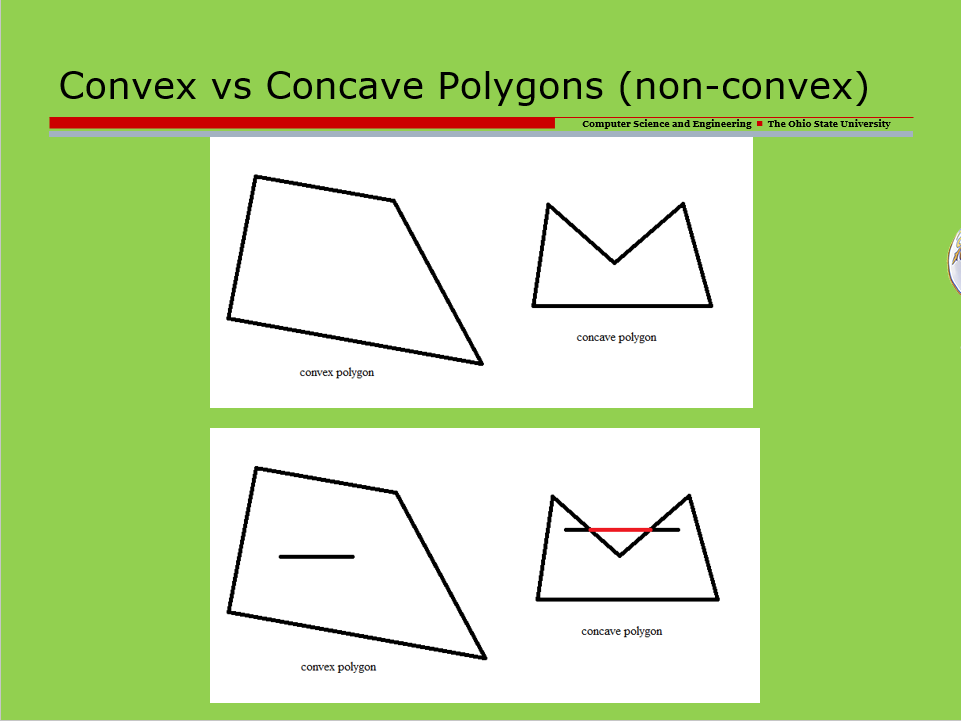 Convex vs Concave Polygons (non-convex)
Computer Science and Engineering ■ The Ohio State University
concave polygon
convex polygon
concave polygon
convex polygon